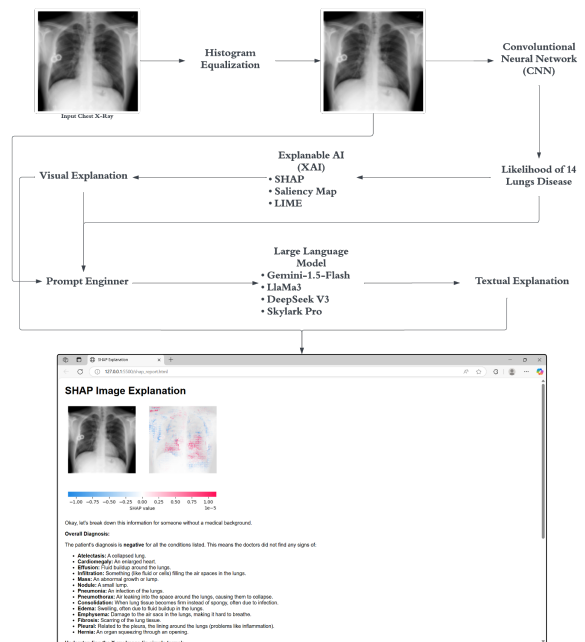 Input Chest X-Ray
Histogram
Equalization
Convoluntional
Neural Network
(CNN)
Visual Explanation
Explanable AI
(XAI)
• SHAP
• Saliency Map
• LIME
Likelihood of 14
Lungs Disease
Prompt Enginner
Large Language
Model
• Gemini-1.5-Flash
• LlaMa3
• DeepSeek V3
• Skylark Pro
Textual Explanation
SHAP Explanation
SHAP Image Explanation
−1.00 −0.75 −0.50 −0.25 0.00 0.25 0.50 0.75 1.00
SHAP value
1e−5
Okay, let's break down this information for someone without a medical background.
Overall Diagnosis:
The patient's diagnosis is negative for all the conditions listed. This means the doctors did not find any signs of:
• Atelectasis: A collapsed lung.
• Cardiomegaly: An enlarged heart.
• Effusion: Fluid buildup around the lungs.
• Infiltration: Something (like fluid or cells) filling the air spaces in the lungs.
• Mass: An abnormal growth or lump.
• Nodule: A small lump.
• Pneumonia: An infection of the lungs.
• Pneumothorax: Air leaking into the space around the lungs, causing them to collapse.
• Consolidation: When lung tissue becomes firm instead of spongy, often due to infection.
• Edema: Swelling, often due to fluid buildup in the lungs.
• Emphysema: Damage to the air sacs in the lungs, making it hard to breathe.
• Fibrosis: Scarring of the lung tissue.
• Pleural: Related to the pleura, the lining around the lungs (problems like inflammation).
• Hernia: An organ squeezing through an opening.